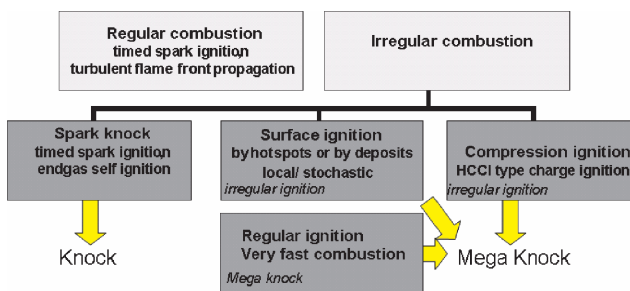 Regular combustion
timed spark ignition,
turbulent flame front propagation
Irregular combustion
Spark knock
timed spark ignition,
endgas self ignition
Surface ignition
by hotspots or by deposits
local/ stochastic
irregular ignition
Compression ignition
HCCI type charge ignition
irregular ignition
Regular ignition
Very fast combustion
Mega knock
Knock
Mega Knock